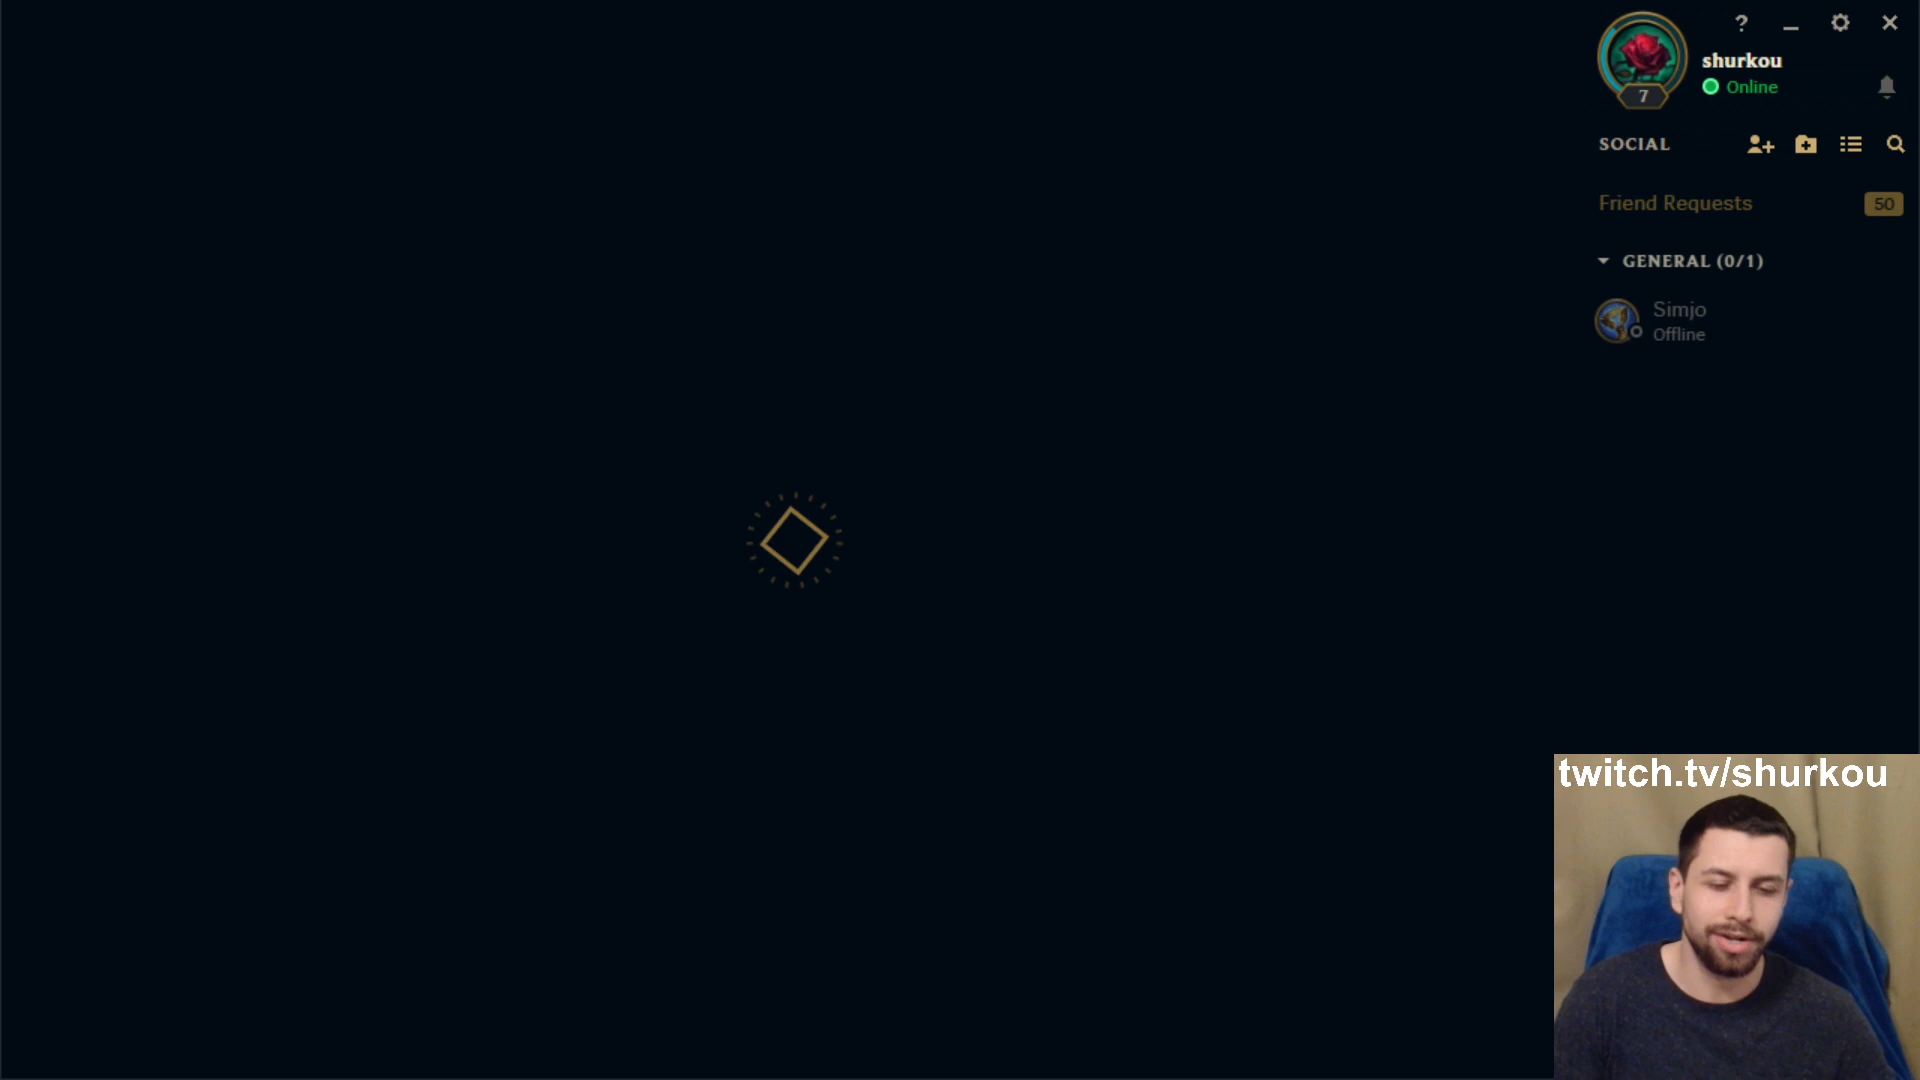 ?
shurkou
Online
7
SOCIAL
Friend Requests
50
GENERAL (0/1)
Simjo
Offline
twitch.tv/shurkou